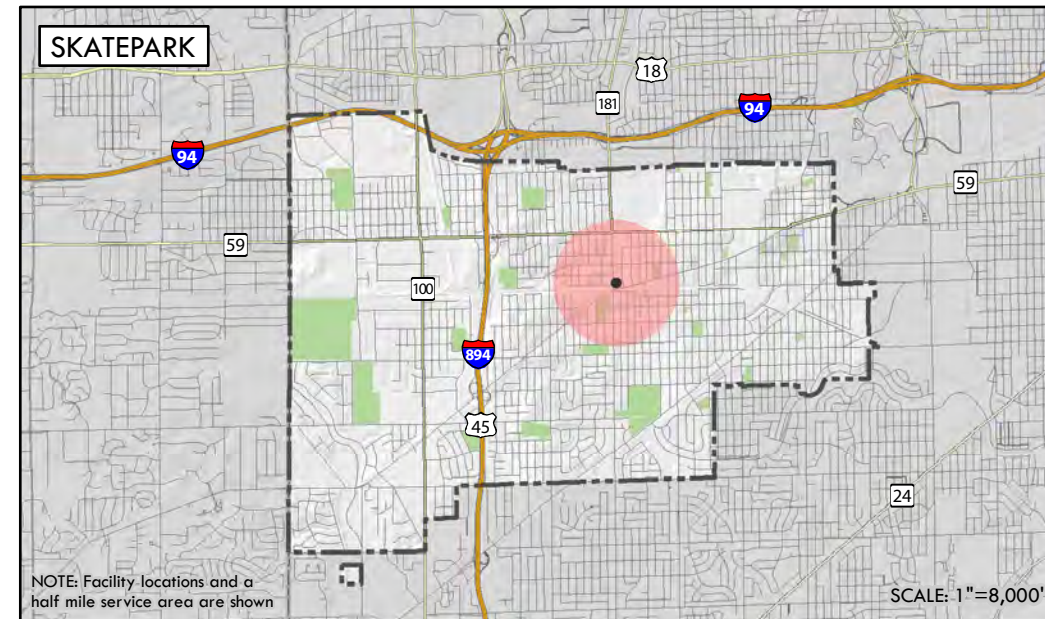 SKATEPARK
18
181
94
94
59
59
100
894
45
24
NOTE: Facility locations and a
half mile service area are shown
SCALE: 1"=8,000'